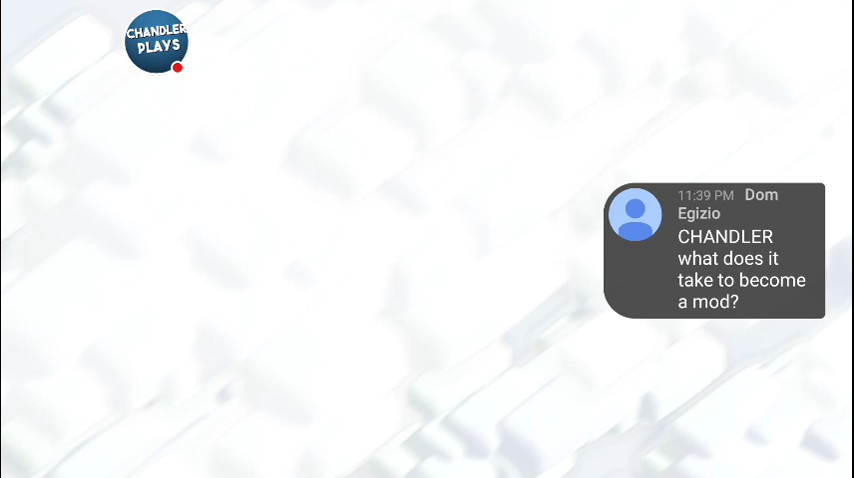 CHANDLER
PLAYS
11:39 PM Dom
Egizio
CHANDLER
what does it
take to become
a mod?